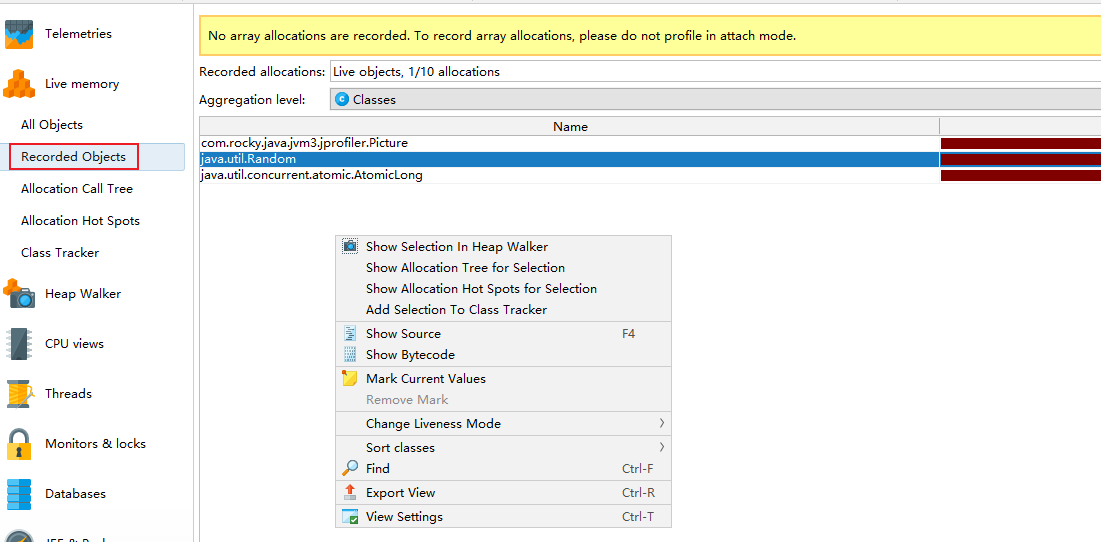 Telemetries
Live memory
All Objects
Recorded Objects
Allocation Call Tree
Allocation Hot Spots
Class Tracker
Heap Walker
CPU views
Threads
Monitors & locks
Databases
No array allocations are recorded. To record array allocations, please do not profile in attach mode.
Recorded allocations: Live objects, 1/10 allocations
Aggregation level: Classes
Name
com.rocky.java.jvm3.jprofiler.Picture
java.util.Random
java.util.concurrent.atomic.AtomicLong
Show Selection In Heap Walker
Show Allocation Tree for Selection
Show Allocation Hot Spots for Selection
Add Selection To Class Tracker
Show Source F4
Show Bytecode
Mark Current Values
Remove Mark
Change Liveness Mode
Sort classes
Find Ctrl-F
Export View Ctrl-R
View Settings Ctrl-T